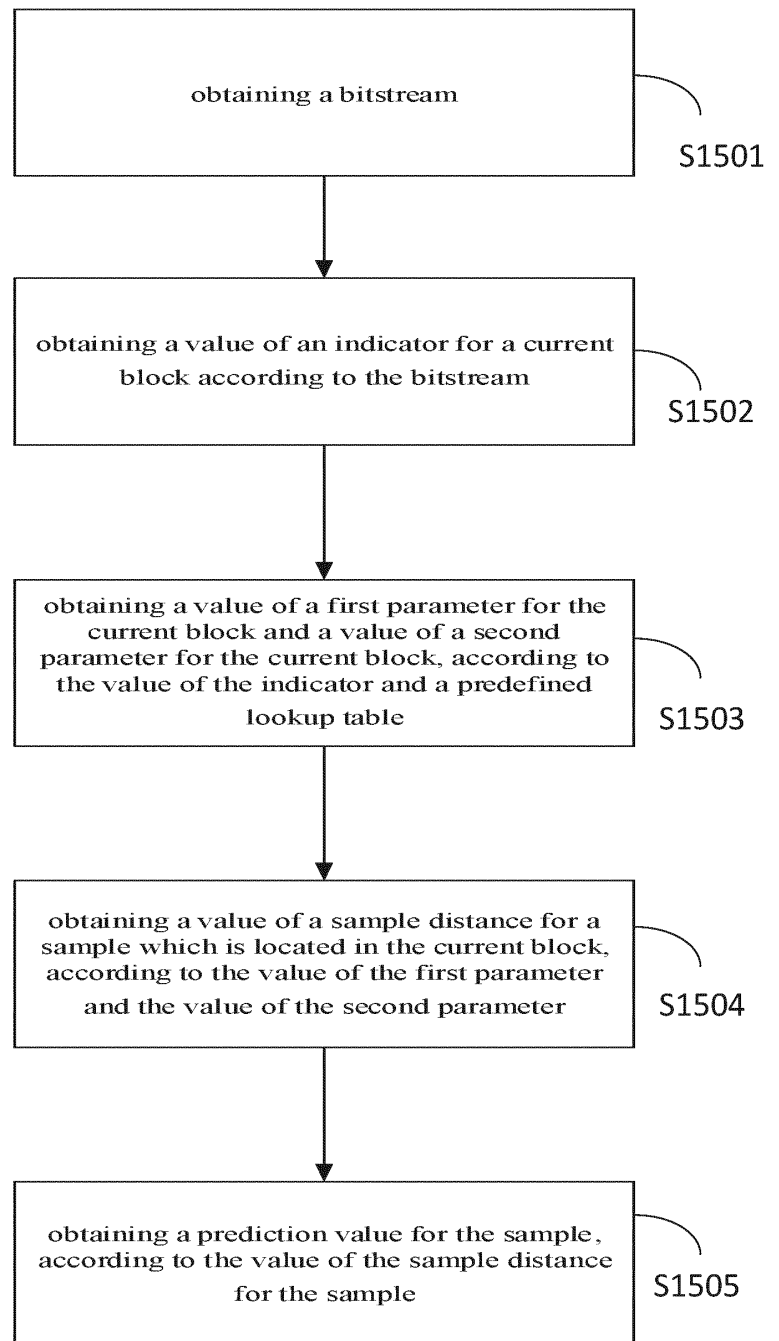 obtaining a bitstream
S1501
obtaining a value of an indicator for a current
block according to the bitstream
S1502
obtaining a value of a first parameter for the
current block and a value of a second
parameter for the current block, according to
the value of the indicator and a predefined
lookup table
S1503
obtaining a value of a sample distance for a
sample which is located in the current block,
according to the value of the first parameter
and the value of the second parameter
S1504
obtaining a prediction value for the sample,
according to the value of the sample distance
for the sample
S1505